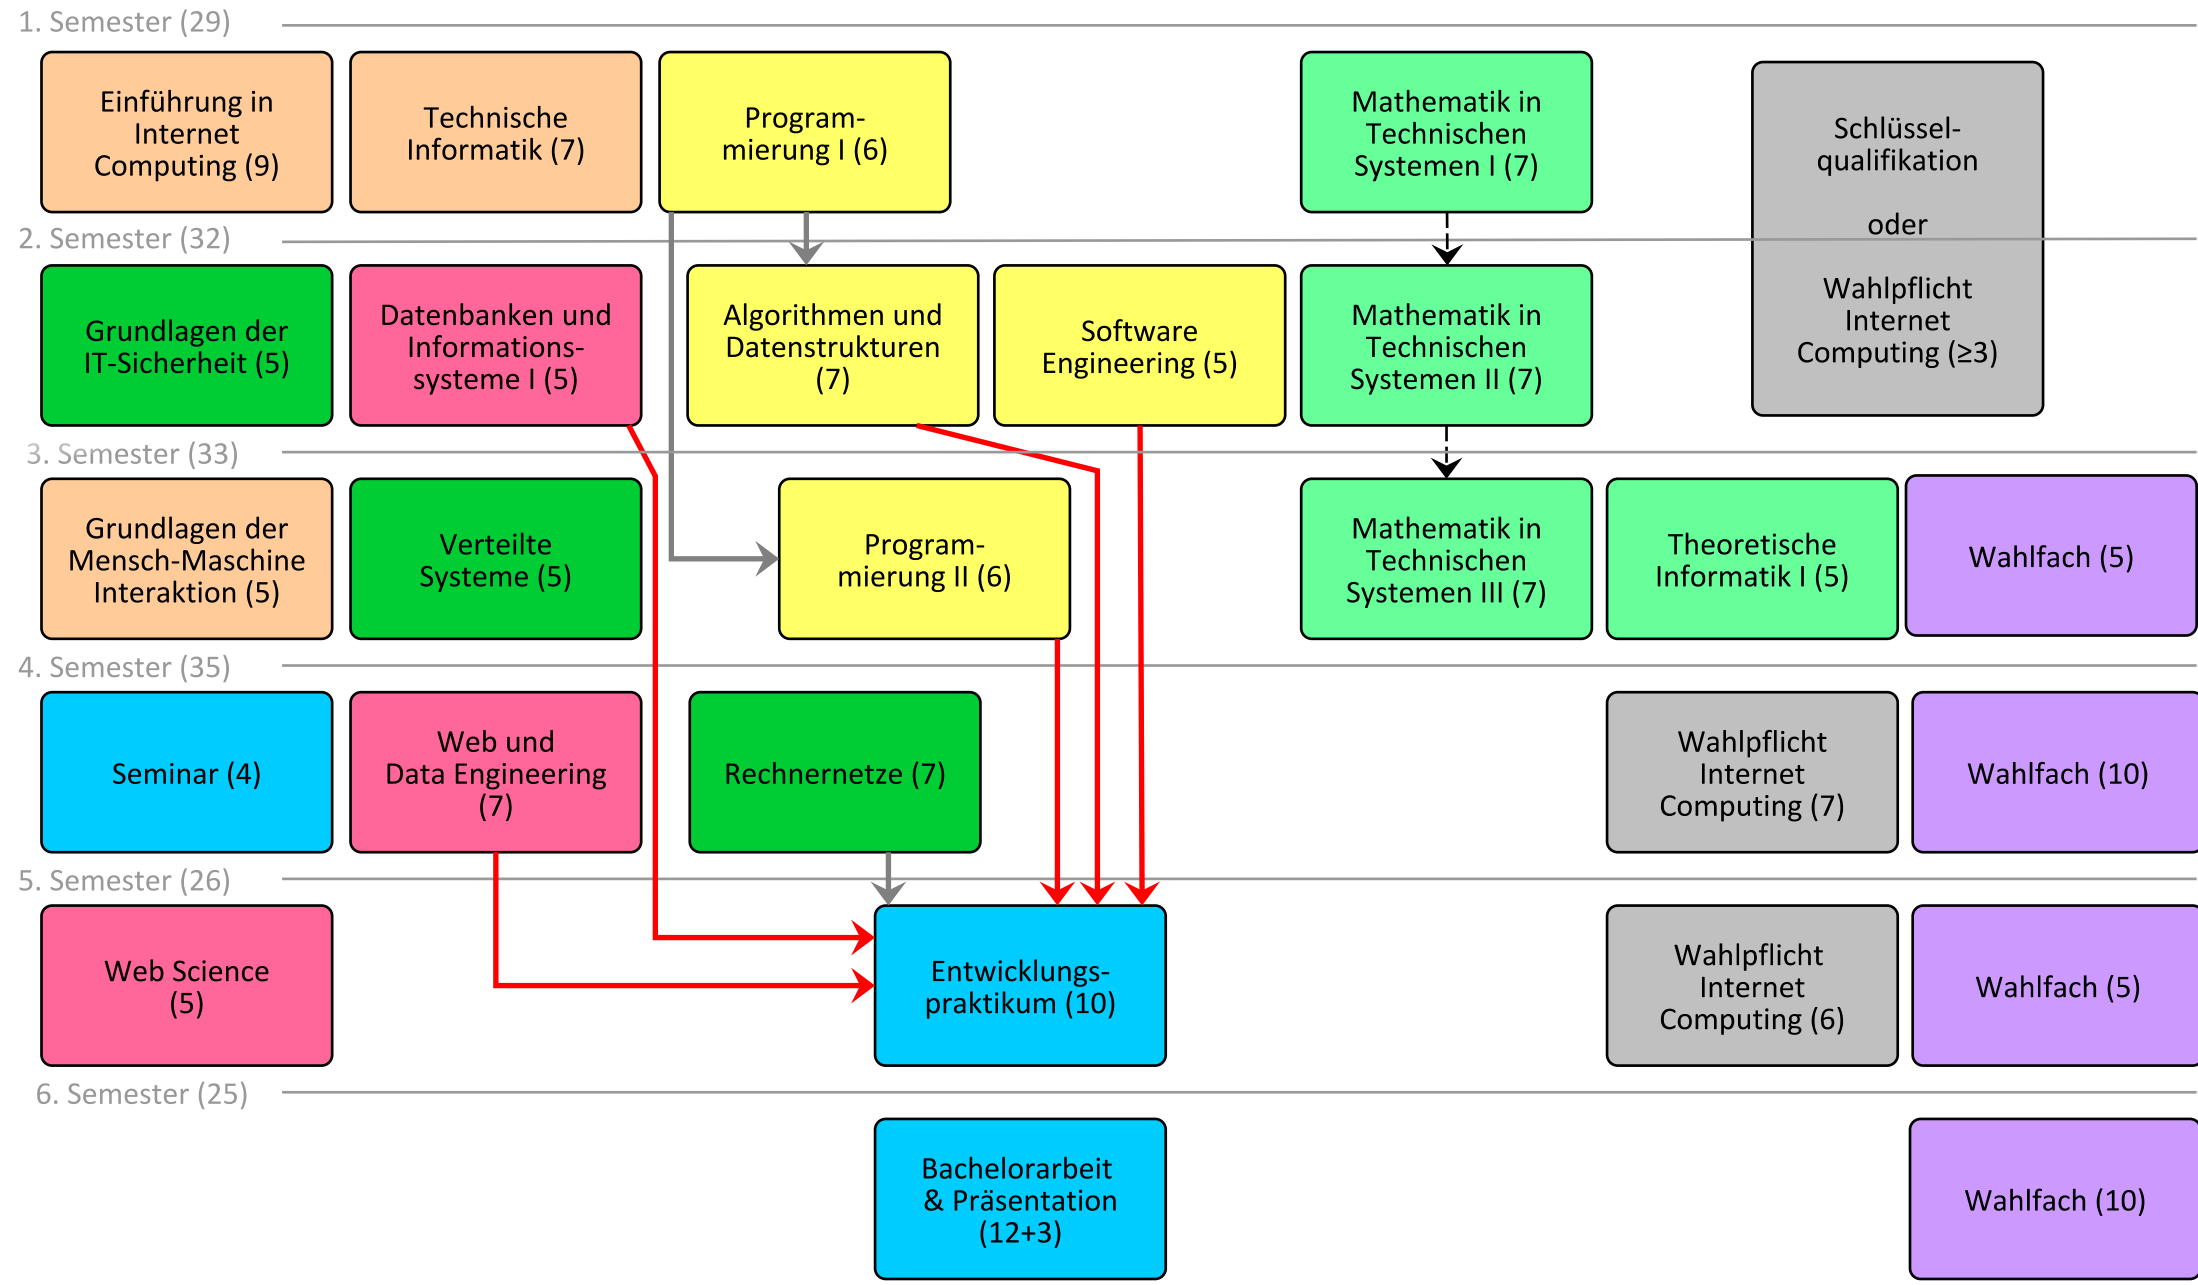 1. Semester (29)
Einführung in
Internet
Computing (9)
Technische
Informatik (7)
Program-
mierung I (6)
Mathematik in
Technischen
Systemen I (7)
Schlüssel-
qualifikation
oder
Wahlpflicht
Internet
Computing (≥3)
2. Semester (32)
Grundlagen der
IT-Sicherheit (5)
Datenbanken und
Informations-
systeme I (5)
Algorithmen und
Datenstrukturen
(7)
Software
Engineering (5)
Mathematik in
Technischen
Systemen II (7)
3. Semester (33)
Grundlagen der
Mensch-Maschine
Interaktion (5)
Verteilte
Systeme (5)
Program-
mierung II (6)
Mathematik in
Technischen
Systemen III (7)
Theoretische
Informatik I (5)
Wahlfach (5)
4. Semester (35)
Seminar (4)
Web und
Data Engineering
(7)
Rechnernetze (7)
Wahlpflicht
Internet
Computing (7)
Wahlfach (10)
5. Semester (26)
Web Science
(5)
Entwicklungs-
praktikum (10)
Wahlpflicht
Internet
Computing (6)
Wahlfach (5)
6. Semester (25)
Bachelorarbeit
& Präsentation
(12+3)
Wahlfach (10)